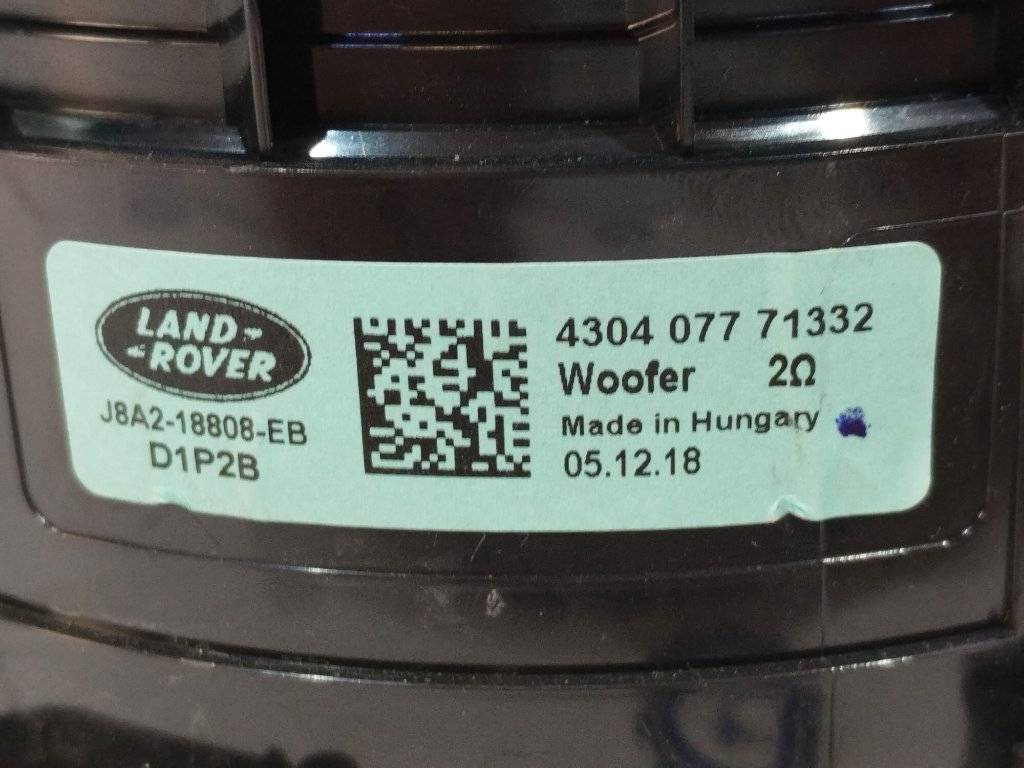 LAND
ROVER
J8A2-18808-EB
D1P2B
4304 077 71332
Woofer 2Ω
Made in Hungary
05.12.18